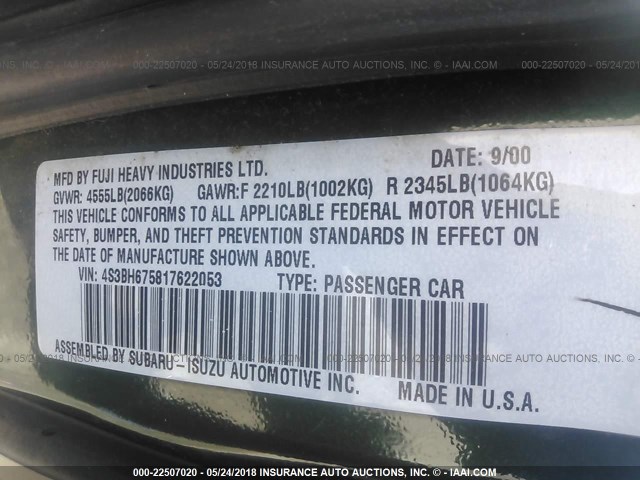 000-22507020 - 05/24/2018 INSURANCE AUTO AUCTIONS, INC. - © - IAAI.COM
MFD BY FUJI HEAVY INDUSTRIES LTD. DATE: 9/00
GVWR: 4555LB(2066KG) GAWR:F 2210LB(1002KG) R 2345LB(1064KG)
THIS VEHICLE CONFORMS TO ALL APPLICABLE FEDERAL MOTOR VEHICLE
SAFETY, BUMPER, AND THEFT PREVENTION STANDARDS IN EFFECT ON
THE DATE OF MANUFACTURE SHOWN ABOVE.
VIN: 4S3BH675817622053 TYPE: PASSENGER CAR
ASSEMBLED BY SUBARU-ISUZU AUTOMOTIVE INC. MADE IN U.S.A.
000-22507020 - 05/24/2018 INSURANCE AUTO AUCTIONS, INC. - © - IAAI.COM